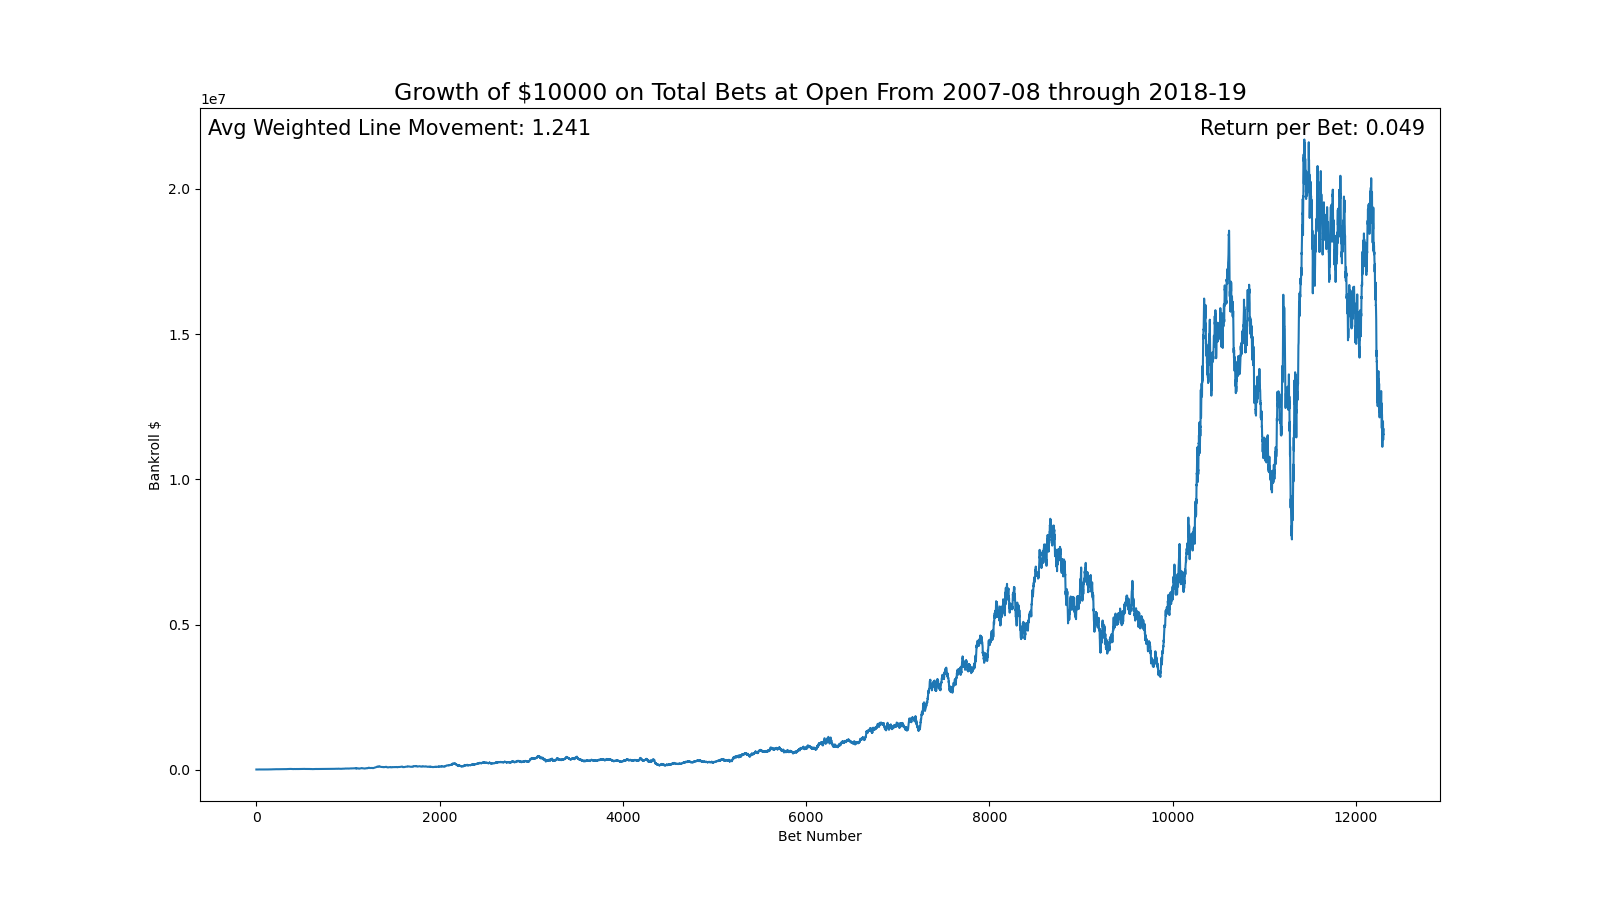 Growth of $10000 on Total Bets at Open From 2007-08 through 2018-19
1e7
Avg Weighted Line Movement: 1.241
Return per Bet: 0.049
2.0
1.5
1.0
0.5
0.0
Bankroll $
0 2000 4000 6000 8000 10000 12000
Bet Number